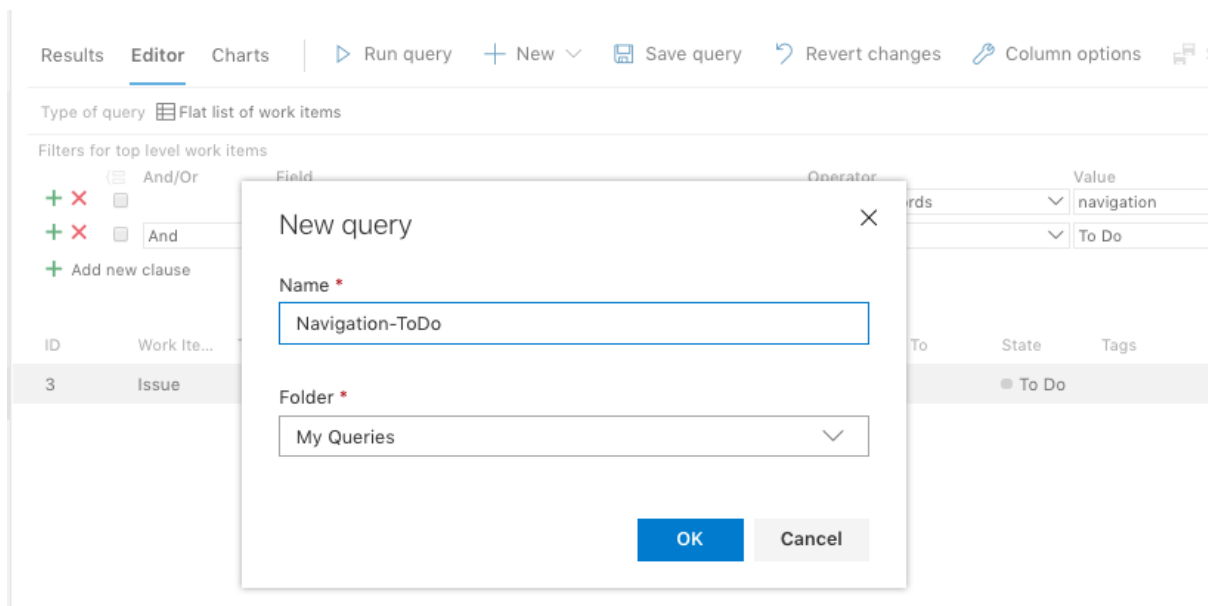 Results Editor Charts Run query New Save query Revert changes Column options
Type of query Flat list of work items
Filters for top level work items
And/Or Field Operator Value
navigation
And To Do
Add new clause
New query
Name *
Navigation-ToDo
ID Work Ite... To State Tags
3 Issue To Do
Folder *
My Queries
OK Cancel